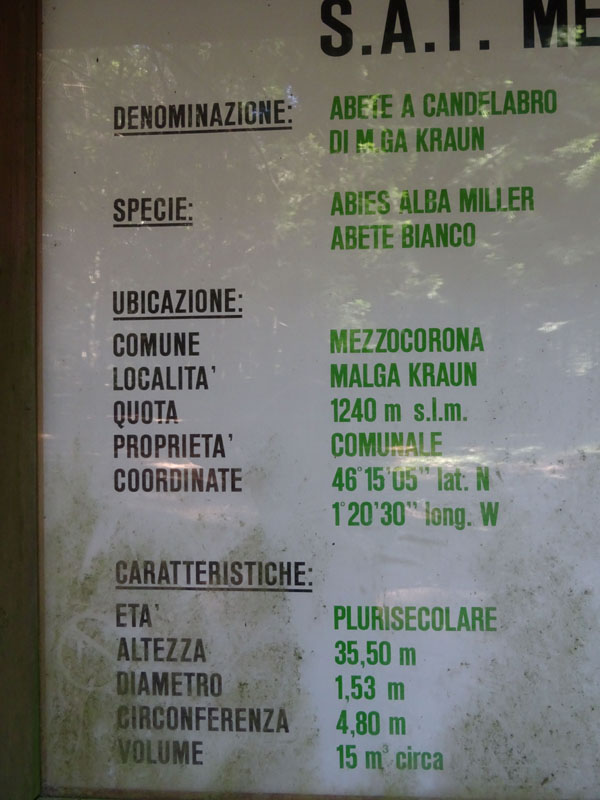 S.A.T. ME
DENOMINAZIONE: ABETE A CANDELABRO
DI M.GA KRAUN
SPECIE: ABIES ALBA MILLER
ABETE BIANCO
UBICAZIONE:
COMUNE MEZZOCORONA
LOCALITA' MALGA KRAUN
QUOTA 1240 m s.l.m.
PROPRIETA' COMUNALE
COORDINATE 46°15'05" lat. N
1°20'30" long. W
CARATTERISTICHE:
ETA' PLURISECOLARE
ALTEZZA 35,50 m
DIAMETRO 1,53 m
CIRCONFERENZA 4,80 m
VOLUME 15 m³ circa